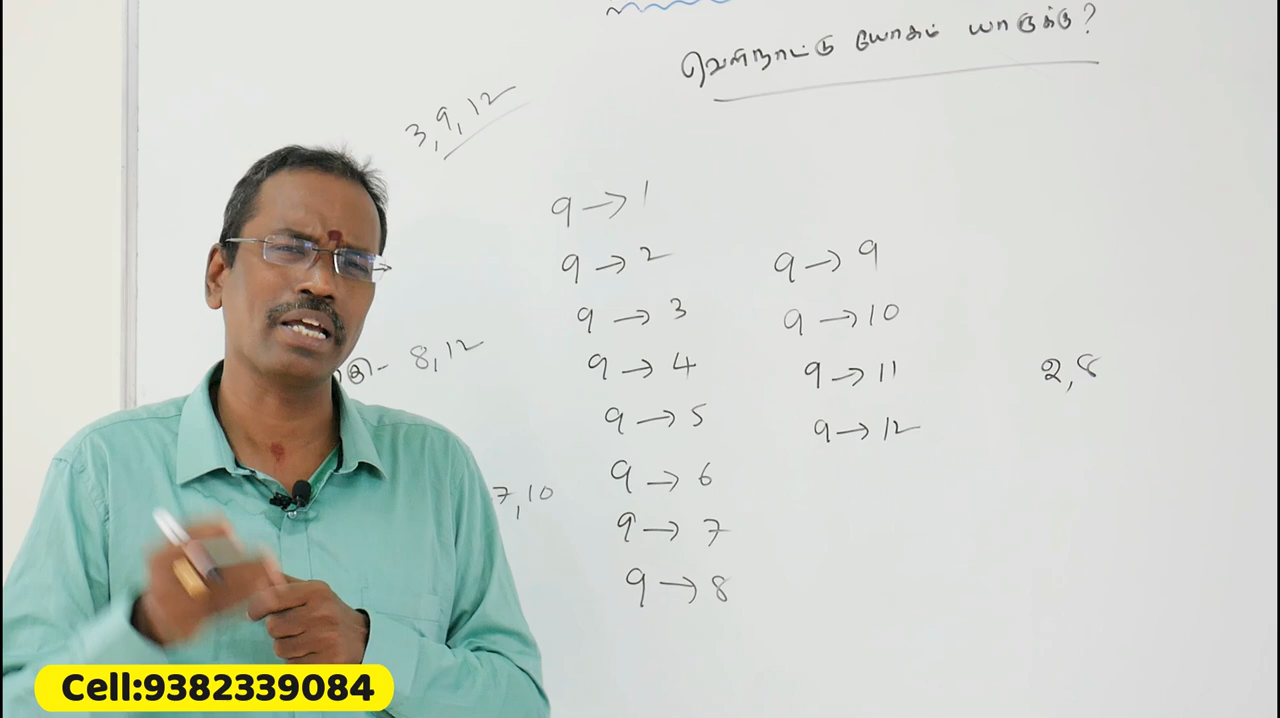 வெளிநாட்டு யோகம் யாருக்கு?
3, 9, 12
9 → 1
9 → 2
9 → 3
9 → 4
9 → 5
9 → 6
9 → 7
9 → 8
9 → 9
9 → 10
9 → 11
9 → 12
2, 8
- 8, 12
7, 10
Cell:9382339084